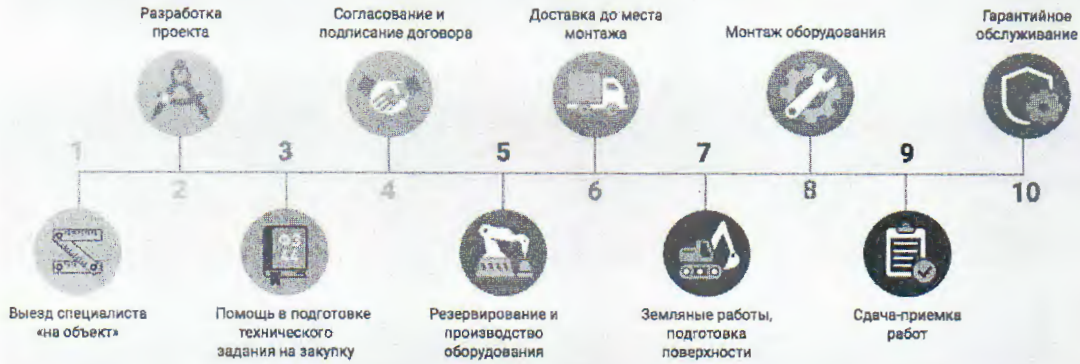 Разработка
проекта
Согласование и
подписание договора
Доставка до места
монтажа
Монтаж оборудования
Гарантийное
обслуживание
1
3
5
7
9
2
4
6
8
10
Выезд специалиста
«на объект»
Помощь в подготовке
технического
задания на закупку
Резервирование и
производство
оборудования
Земляные работы,
подготовка
поверхности
Сдача-приемка
работ